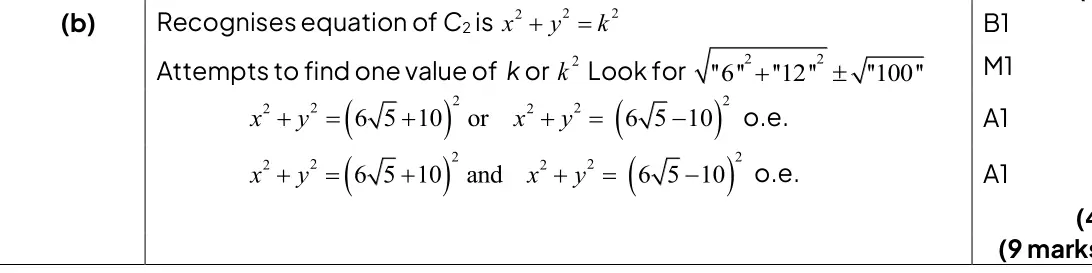 (b) Recognises equation of C₂ is x² + y² = k² B1
Attempts to find one value of k or k² Look for √("6"² + "12"²) ± √"100" M1
x² + y² = (6√5 + 10)² or x² + y² = (6√5 − 10)² o.e. A1
x² + y² = (6√5 + 10)² and x² + y² = (6√5 − 10)² o.e. A1
(4
(9 marks